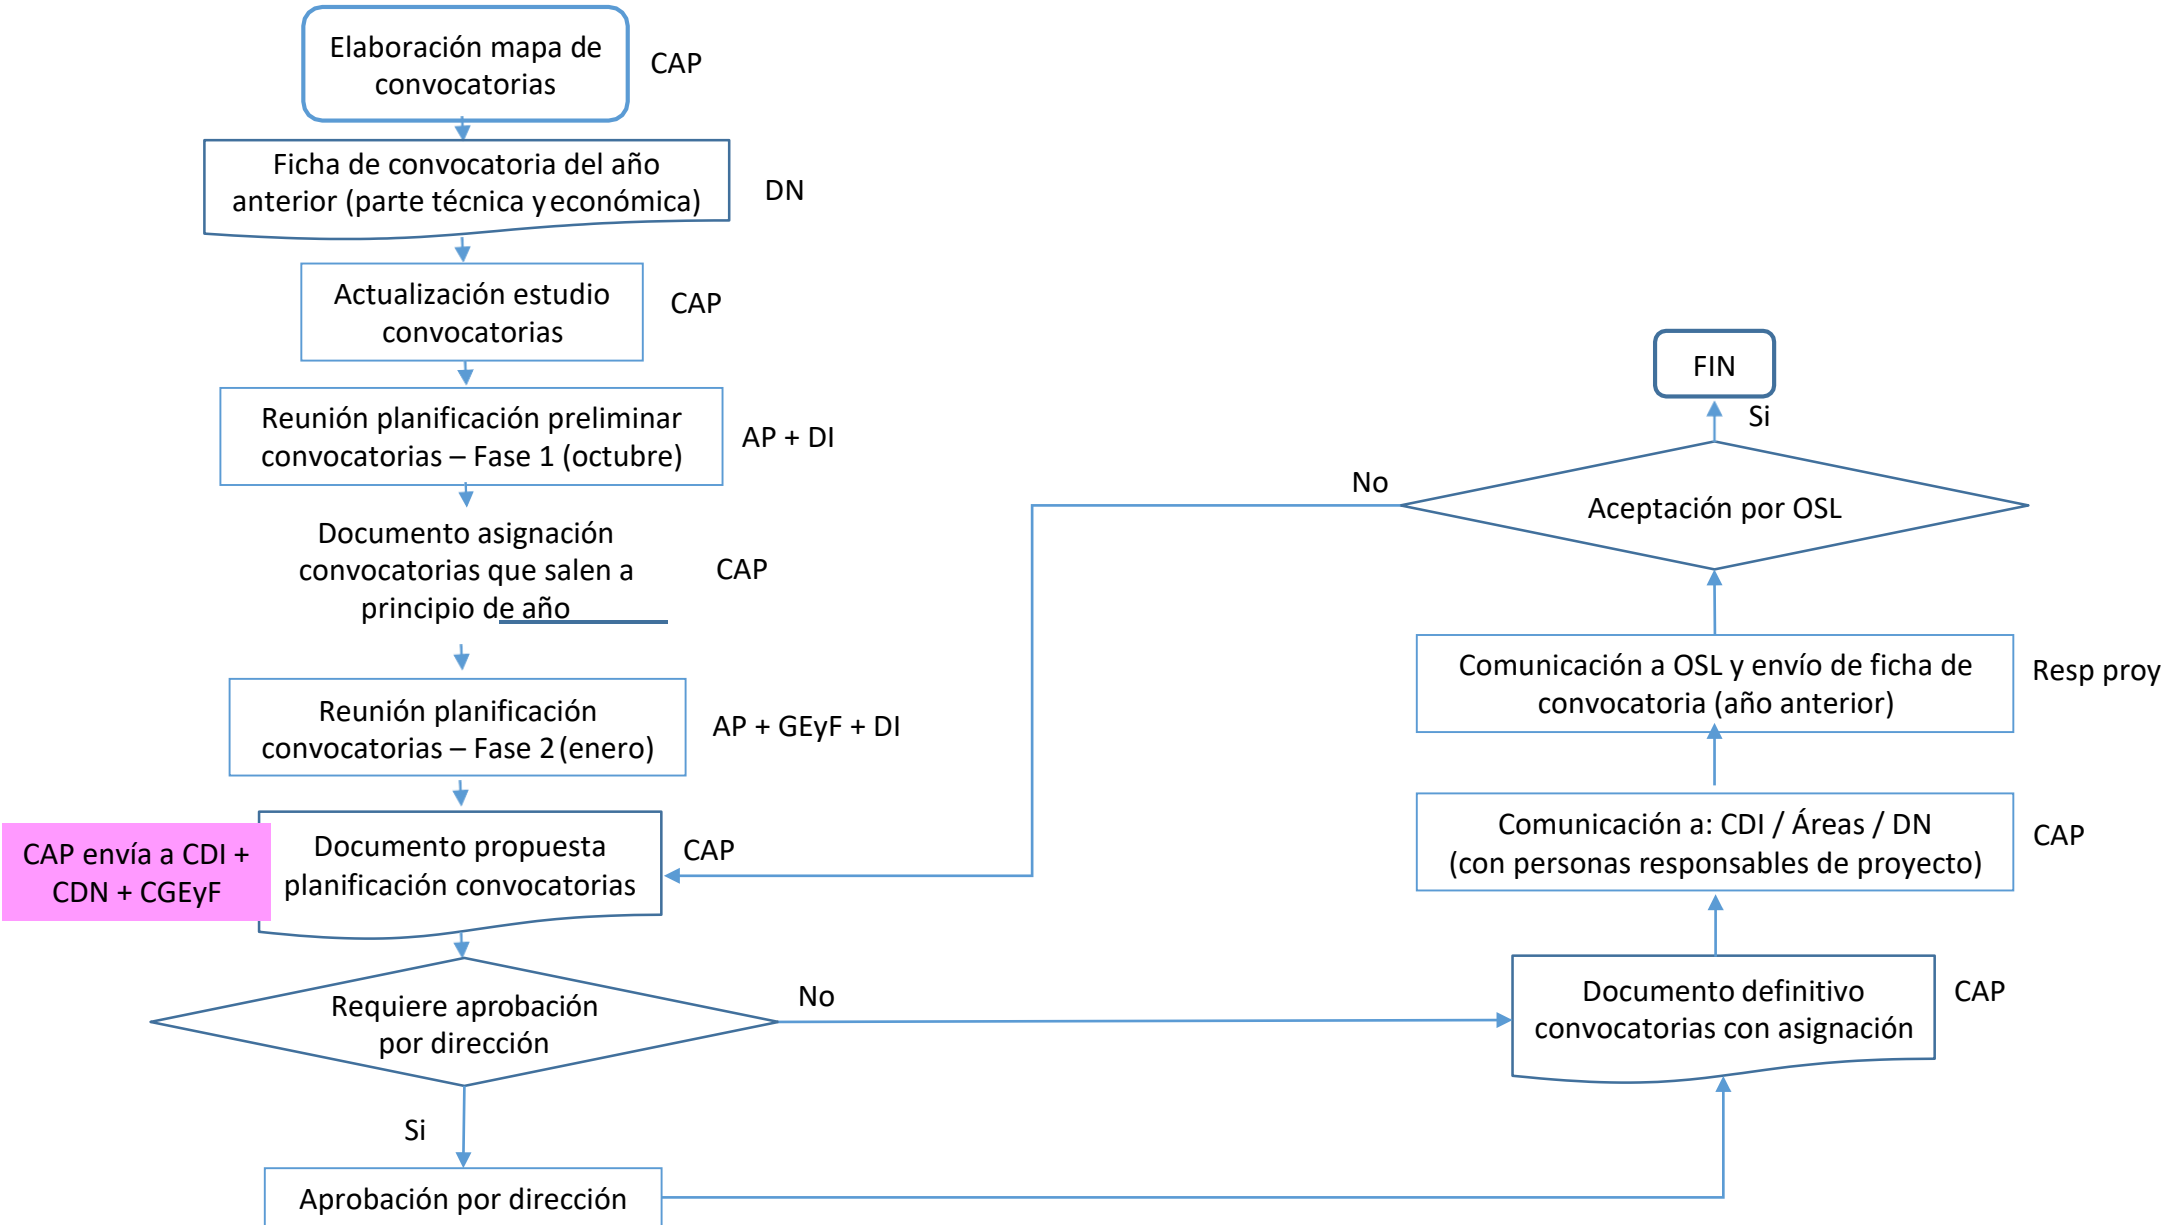 Elaboración mapa de
convocatorias
CAP
Ficha de convocatoria del año
anterior (parte técnica y económica)
DN
Actualización estudio
convocatorias
CAP
Reunión planificación preliminar
convocatorias – Fase 1 (octubre)
AP + DI
Documento asignación
convocatorias que salen a
principio de año
CAP
Reunión planificación
convocatorias – Fase 2 (enero)
AP + GEyF + DI
CAP envía a CDI +
CDN + CGEyF
Documento propuesta
planificación convocatorias
CAP
Requiere aprobación
por dirección
No
Si
Aprobación por dirección
Documento definitivo
convocatorias con asignación
CAP
Comunicación a: CDI / Áreas / DN
(con personas responsables de proyecto)
CAP
Comunicación a OSL y envío de ficha de
convocatoria (año anterior)
Resp proy
Aceptación por OSL
No
Si
FIN